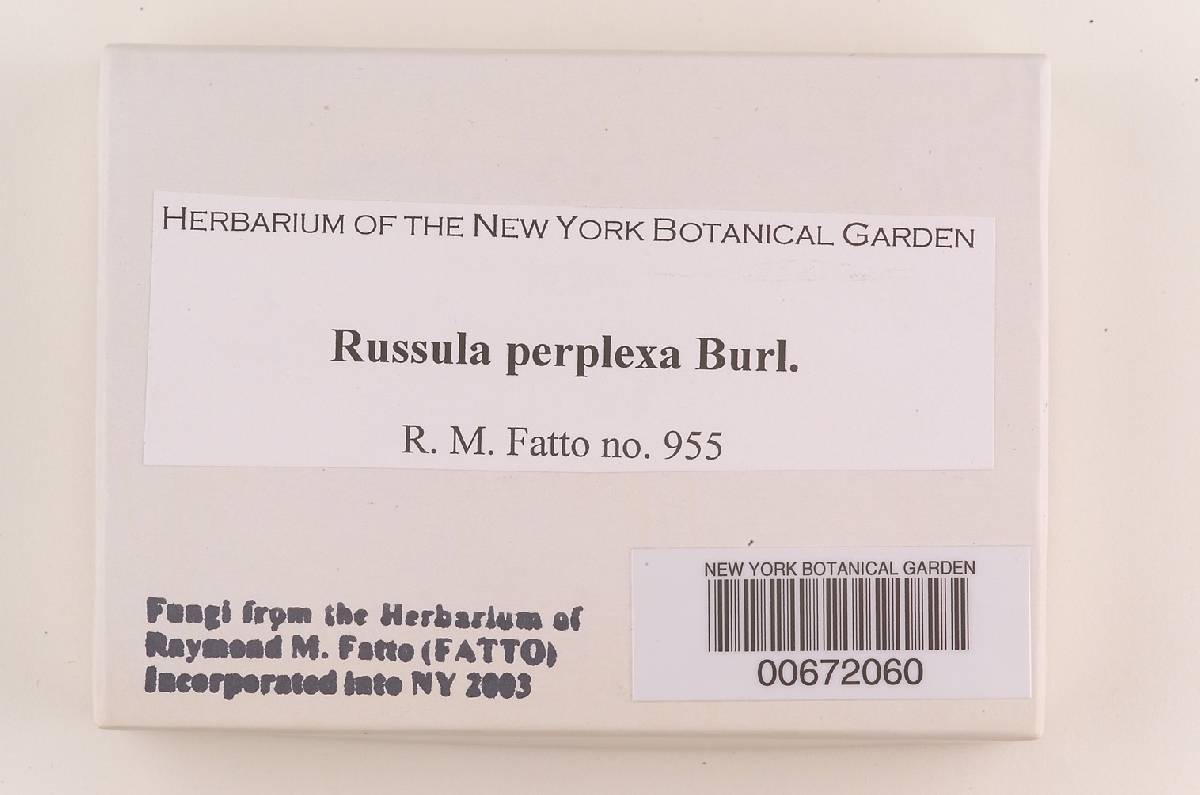 HERBARIUM OF THE NEW YORK BOTANICAL GARDEN
Russula perplexa Burl.
R. M. Fatto no. 955
Fungi from the Herbarium of
Raymond M. Fatto (FATTO)
Incorporated into NY 2003
NEW YORK BOTANICAL GARDEN
00672060